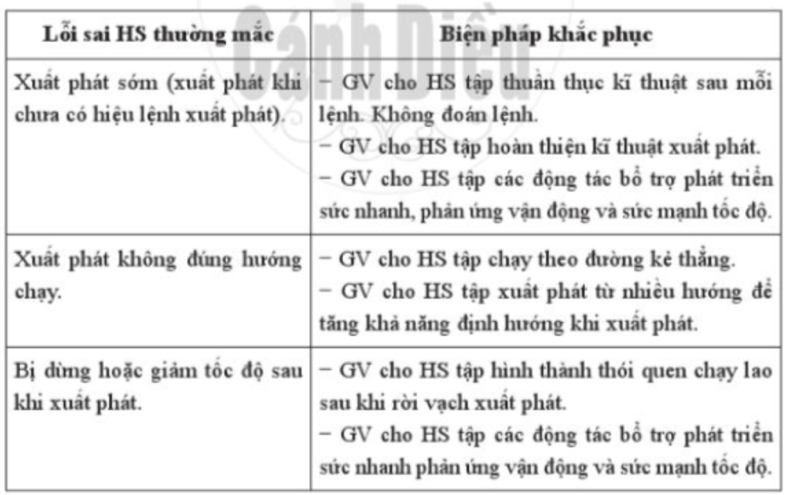 Cánh Diều
Lỗi sai HS thường mắc
Biện pháp khắc phục
Xuất phát sớm (xuất phát khi
chưa có hiệu lệnh xuất phát).
– GV cho HS tập thuần thục kĩ thuật sau mỗi
lệnh. Không đoán lệnh.
– GV cho HS tập hoàn thiện kĩ thuật xuất phát.
– GV cho HS tập các động tác bổ trợ phát triển
sức nhanh, phản ứng vận động và sức mạnh tốc độ.
Xuất phát không đúng hướng
chạy.
– GV cho HS tập chạy theo đường kẻ thẳng.
– GV cho HS tập xuất phát từ nhiều hướng để
tăng khả năng định hướng khi xuất phát.
Bị dừng hoặc giảm tốc độ sau
khi xuất phát.
– GV cho HS tập hình thành thói quen chạy lao
sau khi rời vạch xuất phát.
– GV cho HS tập các động tác bổ trợ phát triển
sức nhanh phản ứng vận động và sức mạnh tốc độ.